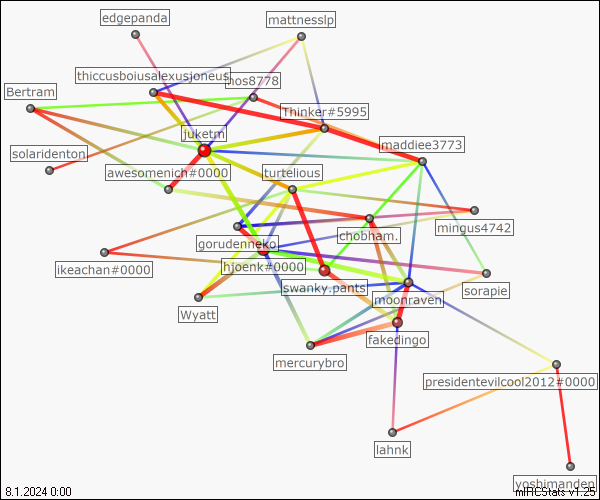 edgepanda
mattnesslp
thiccusboiusalexusjoneus
nos8778
Bertram
Thinker#5995
juketm
maddiee3773
solaridenton
awesomenich#0000
turtelious
mingus4742
chobham.
gorudenneko
ikeachan#0000
hjoenk#0000
swanky.pants
sorapie
moonraven
Wyatt
fakedingo
mercurybro
presidentevilcool2012#0000
lahnk
yoshimanden
8.1.2024 0:00
mIRCStats v1.25